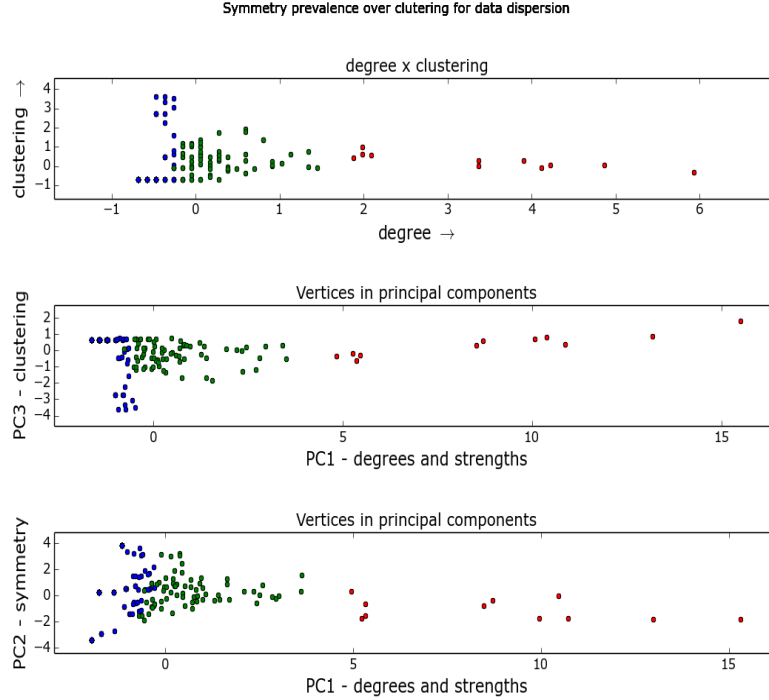 Symmetry prevalence over clutering for data dispersion
degree x clustering
clustering →
4
3
2
1
0
−1
−1 0 1 2 3 4 5 6
degree →
Vertices in principal components
PC3 - clustering
2
1
0
−1
−2
−3
−4
0 5 10 15
PC1 - degrees and strengths
Vertices in principal components
PC2 - symmetry
4
2
0
−2
−4
0 5 10 15
PC1 - degrees and strengths